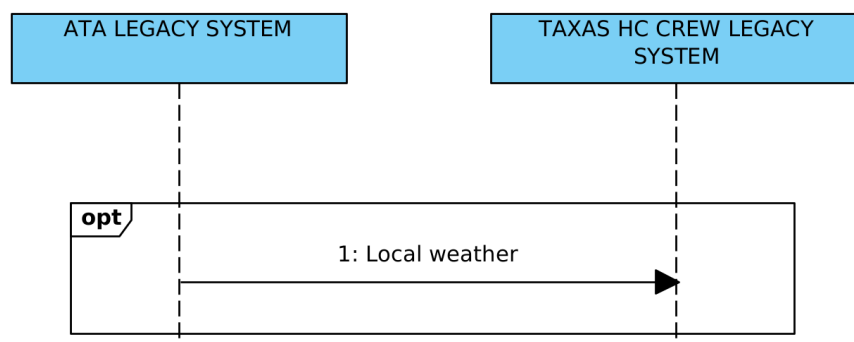 ATA LEGACY SYSTEM
TAXAS HC CREW LEGACY
SYSTEM
opt
1: Local weather